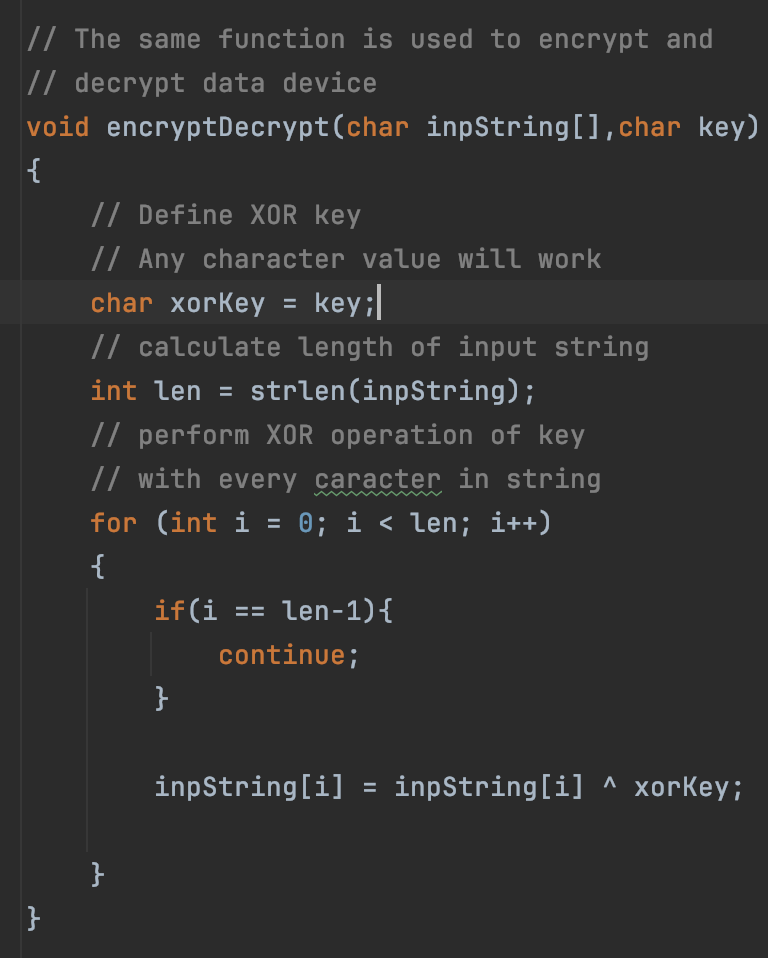 // The same function is used to encrypt and
// decrypt data device
void encryptDecrypt(char inpString[],char key)
{
    // Define XOR key
    // Any character value will work
    char xorKey = key;
    // calculate length of input string
    int len = strlen(inpString);
    // perform XOR operation of key
    // with every caracter in string
    for (int i = 0; i < len; i++)
    {
        if(i == len-1){
            continue;
        }
        inpString[i] = inpString[i] ^ xorKey;
    }
}